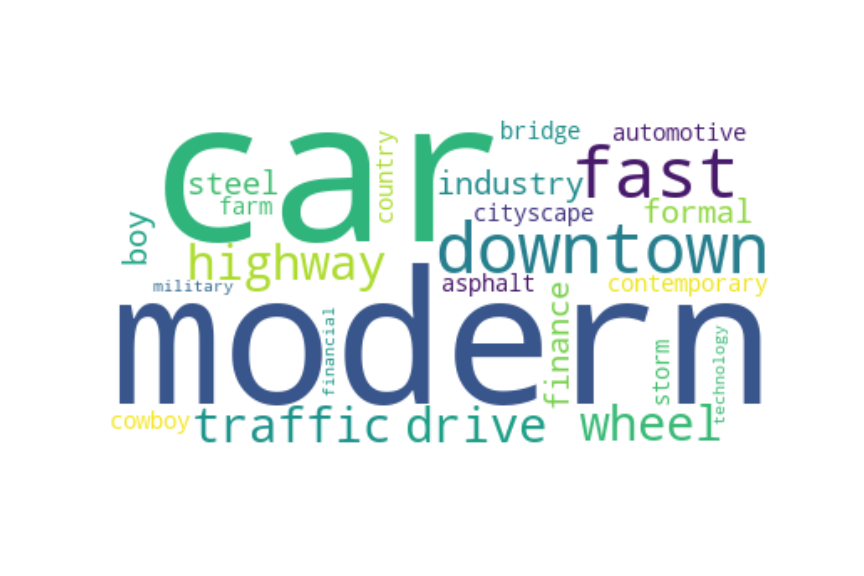 car
bridge
automotive
fast
country
steel
farm
industry
cityscape
formal
boy
highway
downtown
military
asphalt
contemporary
modern
financial
finance
storm
technology
cowboy
traffic
drive
wheel